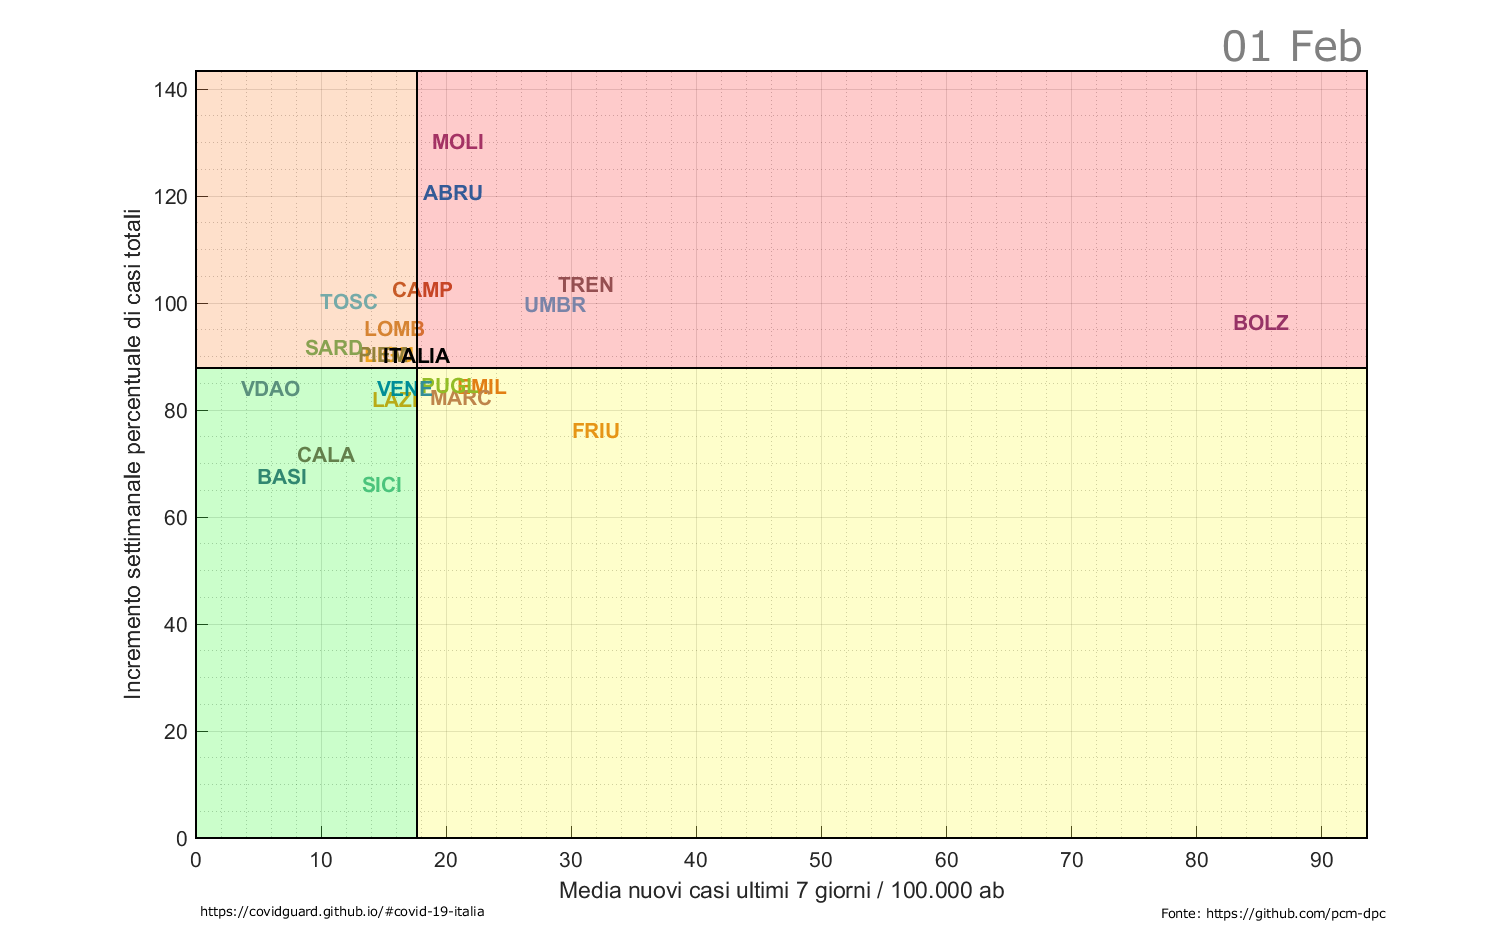 01 Feb
140
120
100
80
60
40
20
0
Incremento settimanale percentuale di casi totali
MOLI
ABRU
TREN
CAMP
TOSC
UMBR
BOLZ
LOMB
SARD
ITALIA
VDAO
VENE
PUGL
EMIL
LAZI
MARC
FRIU
CALA
BASI
SICI
0 10 20 30 40 50 60 70 80 90
Media nuovi casi ultimi 7 giorni / 100.000 ab
https://covidguard.github.io/#covid-19-italia
Fonte: https://github.com/pcm-dpc